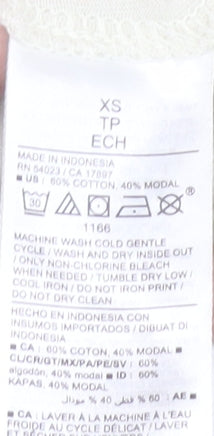 XS
TP
ECH
MADE IN INDONESIA
RN 54023 / CA 17897
■ US : 60% COTTON, 40% MODAL
30
®
1166
MACHINE WASH COLD GENTLE
CYCLE / WASH AND DRY INSIDE OUT
/ ONLY NON-CHLORINE BLEACH
WHEN NEEDED / TUMBLE DRY LOW /
COOL IRON / DO NOT IRON PRINT /
DO NOT DRY CLEAN
HECHO EN INDONESIA CON
INSUMOS IMPORTADOS / DIBUAT DI
INDONESIA
■ CA : 60% COTON, 40% MODAL ■
CL/CR/GT/MX/PA/PE/SV : 60%
algodón, 40% modal ■ ID : 60%
KAPAS, 40% MODAL
■ AE : 60 % قطن 40 % مودال
■ CA : LAVER À LA MACHINE À L'EAU
FROIDE AU CYCLE DÉLICAT / LAVER
ET SÉCHER